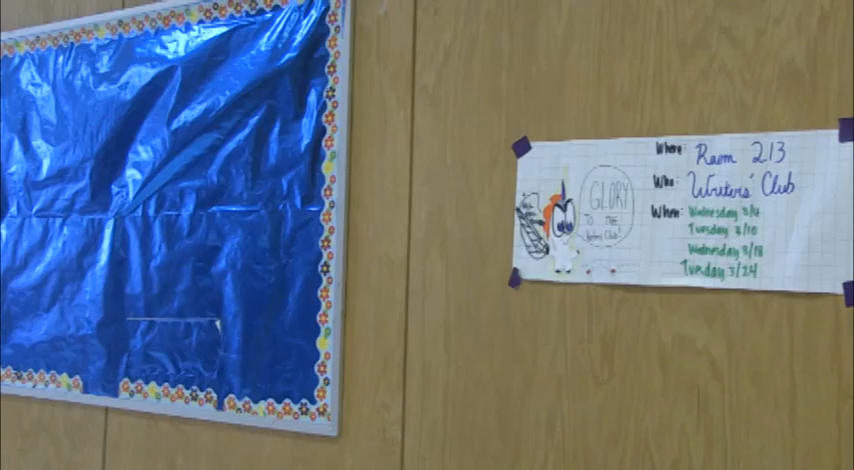 Where: Room 213
Who: Writers' Club
When: Wednesday 3/4
Tuesday 3/10
Wednesday 3/18
Tuesday 3/24
GLORY
TO THE
Club!